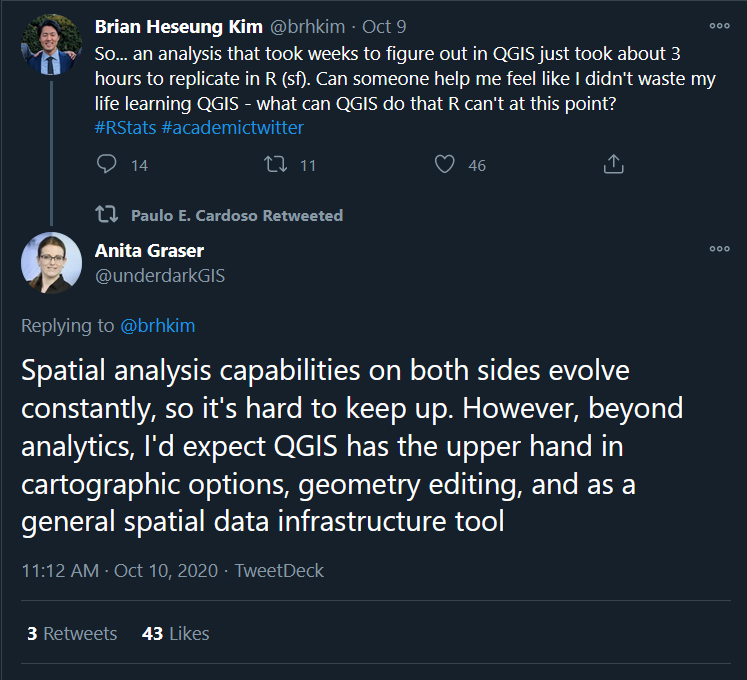 Brian Heseung Kim @brhkim · Oct 9
So... an analysis that took weeks to figure out in QGIS just took about 3
hours to replicate in R (sf). Can someone help me feel like I didn't waste my
life learning QGIS - what can QGIS do that R can't at this point?
#RStats #academictwitter
14 11 46
Paulo E. Cardoso Retweeted
Anita Graser
@underdarkGIS
Replying to @brhkim
Spatial analysis capabilities on both sides evolve
constantly, so it's hard to keep up. However, beyond
analytics, I'd expect QGIS has the upper hand in
cartographic options, geometry editing, and as a
general spatial data infrastructure tool
11:12 AM · Oct 10, 2020 · TweetDeck
3 Retweets 43 Likes